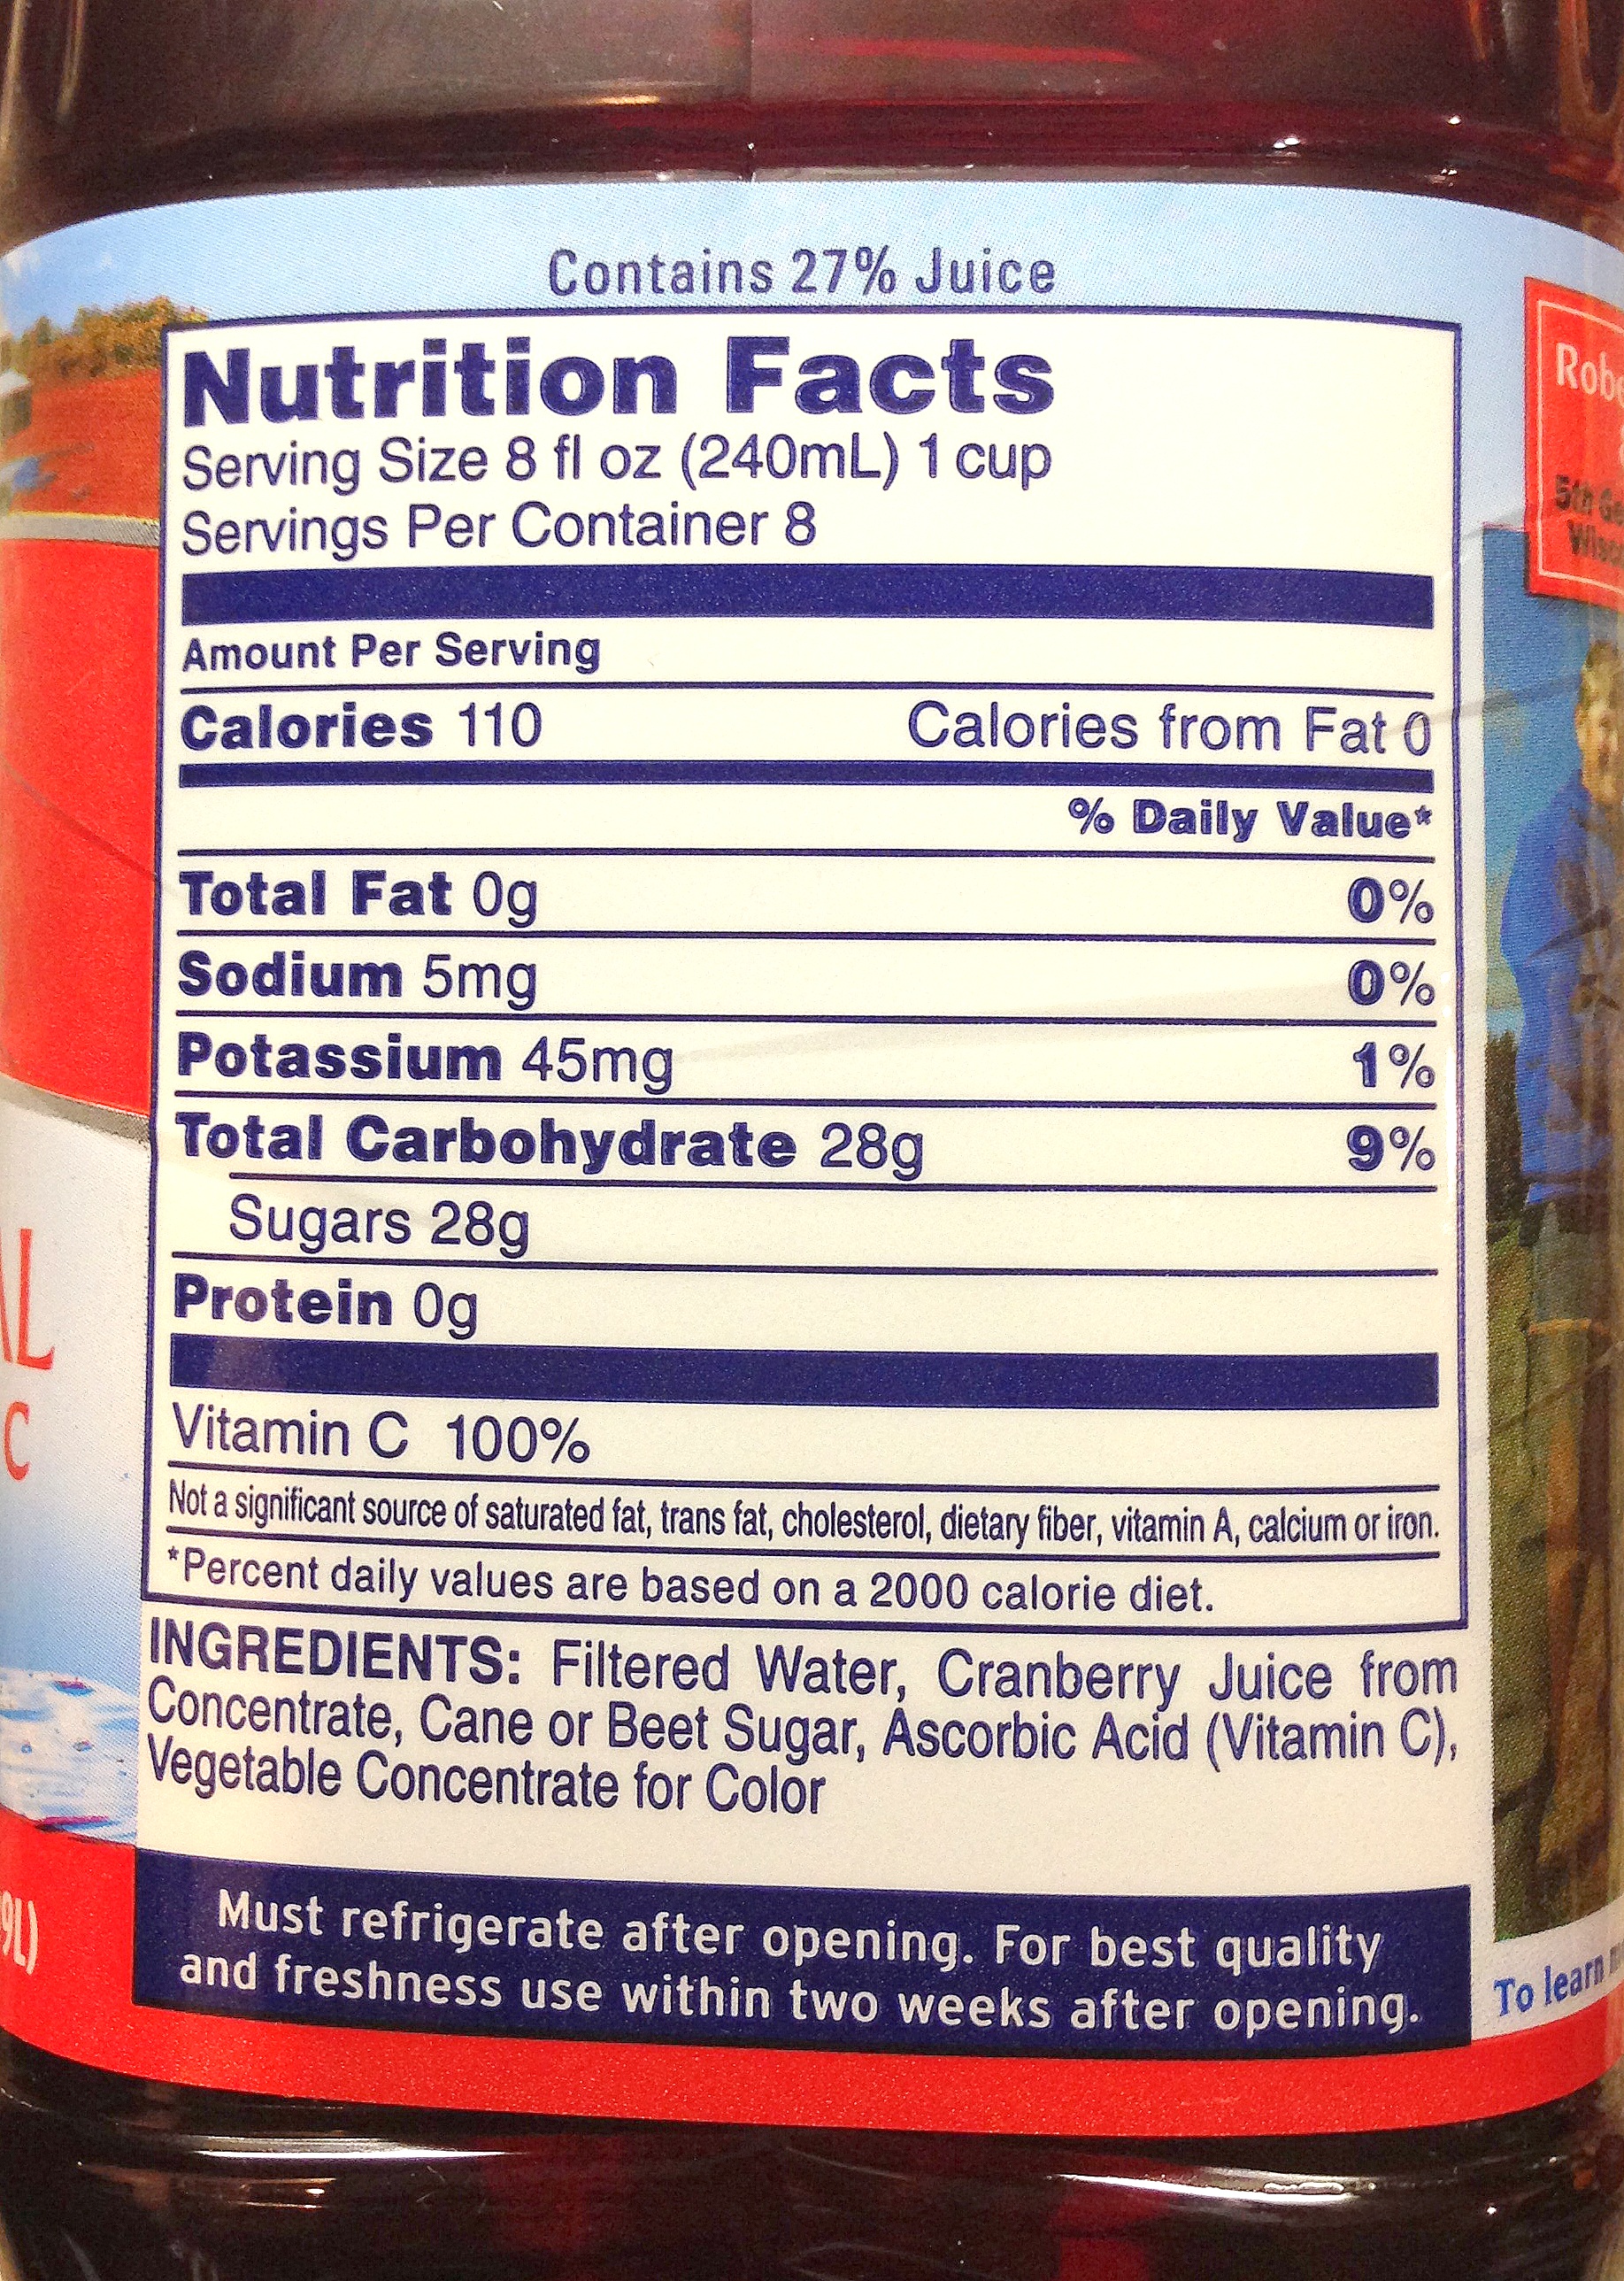 Contains 27% Juice
Nutrition Facts
Serving Size 8 fl oz (240mL) 1 cup
Servings Per Container 8
Amount Per Serving
Calories 110 Calories from Fat 0
% Daily Value*
Total Fat 0g 0%
Sodium 5mg 0%
Potassium 45mg 1%
Total Carbohydrate 28g 9%
Sugars 28g
Protein 0g
Vitamin C 100%
Not a significant source of saturated fat, trans fat, cholesterol, dietary fiber, vitamin A, calcium or iron.
*Percent daily values are based on a 2000 calorie diet.
INGREDIENTS: Filtered Water, Cranberry Juice from
Concentrate, Cane or Beet Sugar, Ascorbic Acid (Vitamin C),
Vegetable Concentrate for Color
Must refrigerate after opening. For best quality
and freshness use within two weeks after opening.
L
C
9L)
5th
To learn